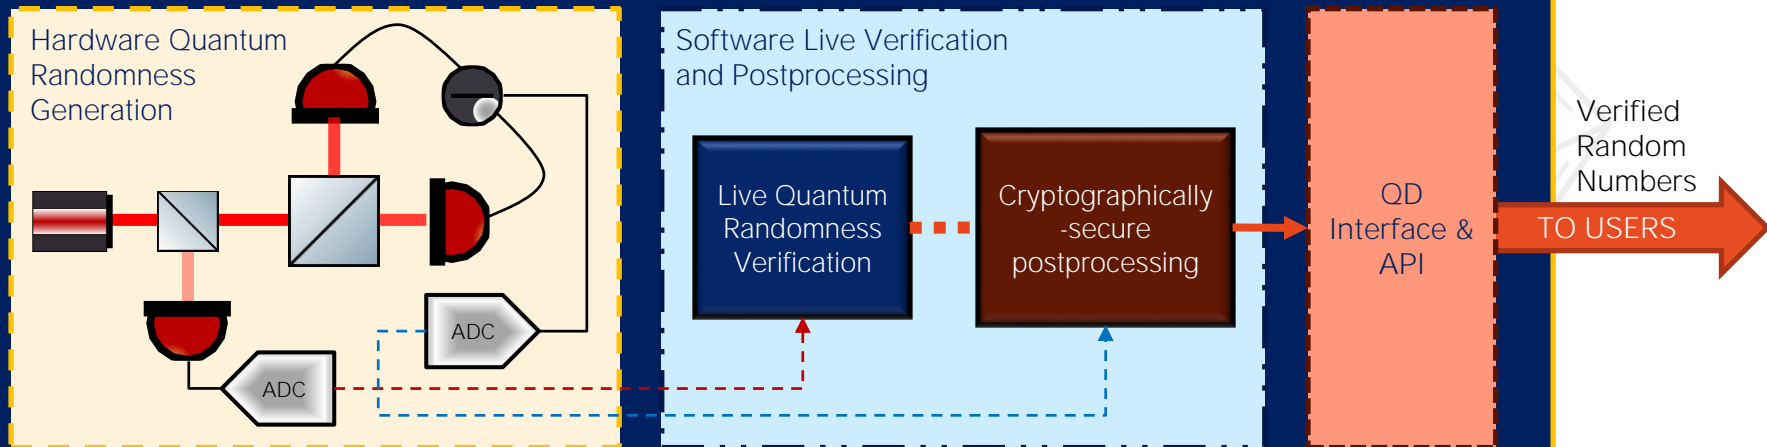 Hardware Quantum
Randomness
Generation
ADC
ADC
Software Live Verification
and Postprocessing
Live Quantum
Randomness
Verification
Cryptographically
-secure
postprocessing
QD
Interface &
API
Verified
Random
Numbers
TO USERS